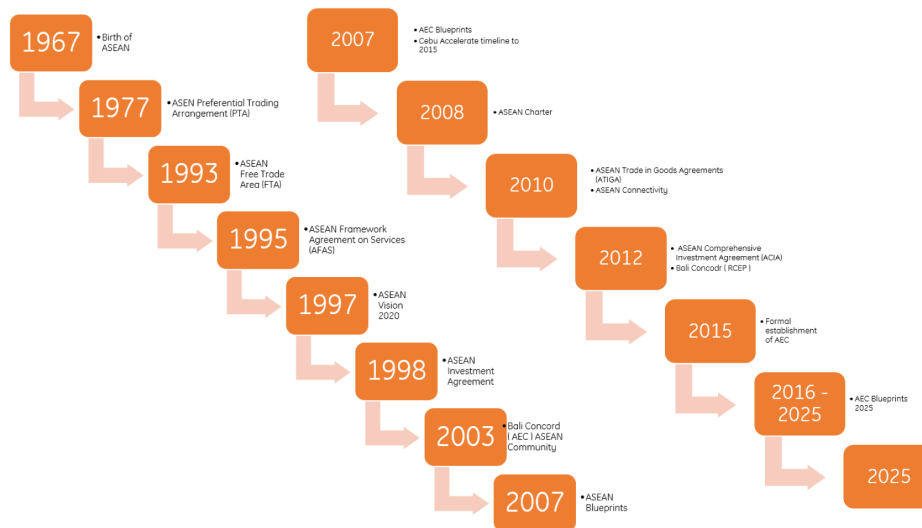 1967
• Birth of
ASEAN
1977
• ASEN Preferential Trading
Arrangement (PTA)
1993
• ASEAN
Free Trade
Area (FTA)
1995
• ASEAN Framework
Agreement on Services
(AFAS)
1997
• ASEAN
Vision
2020
1998
• ASEAN
Investment
Agreement
2003
• Bali Concord
( AEC ) ASEAN
Community
2007
• ASEAN
Blueprints
2007
• AEC Blueprints
• Cebu Accelerate timeline to
2015
2008
• ASEAN Charter
2010
• ASEAN Trade in Goods Agreements
(ATIGA)
• ASEAN Connectivity
2012
• ASEAN Comprehensive
Investment Agreement (ACIA)
• Bali Concodr ( RCEP )
2015
• Formal
establishment
of AEC
2016 -
2025
• AEC Blueprints
2025
2025